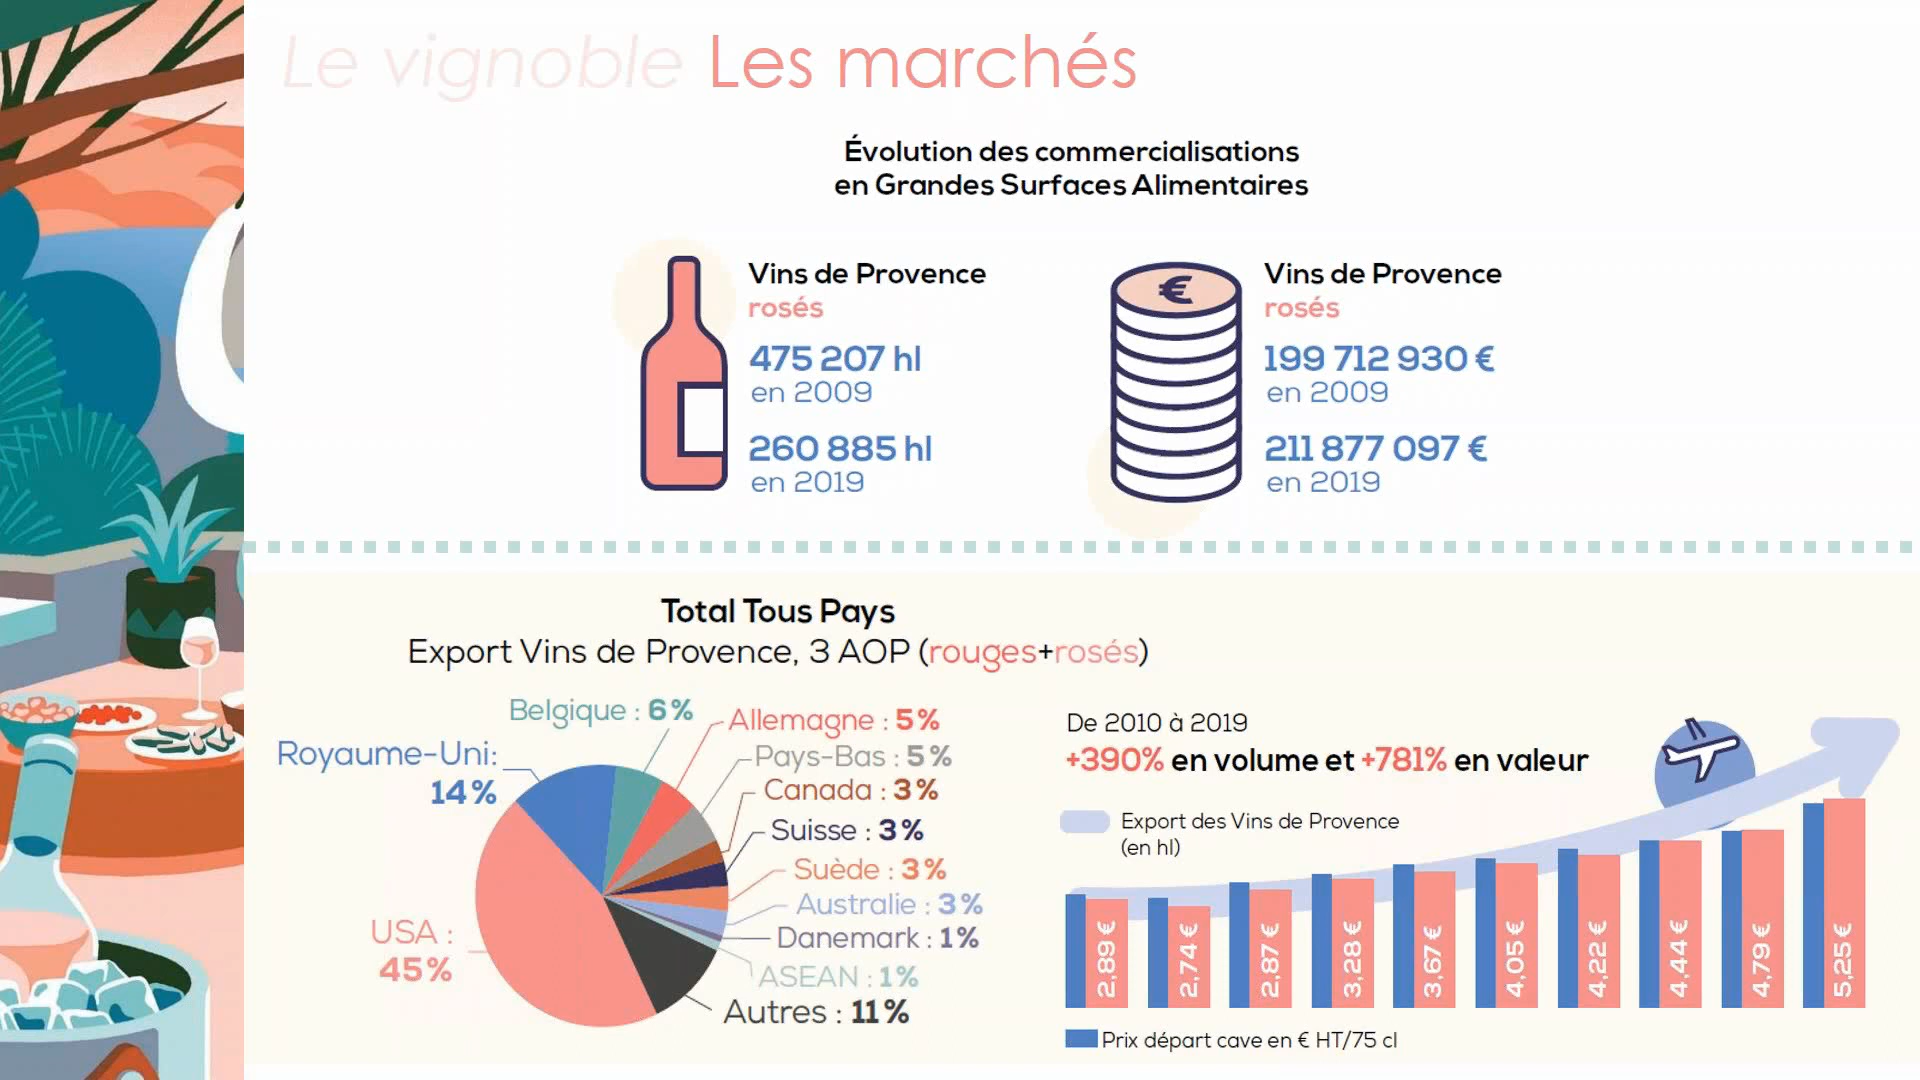 Le vignoble Les marchés
Évolution des commercialisations
en Grandes Surfaces Alimentaires
Vins de Provence
rosés
475 207 hl
en 2009
260 885 hl
en 2019
€
Vins de Provence
rosés
199 712 930 €
en 2009
211 877 097 €
en 2019
Total Tous Pays
Export Vins de Provence, 3 AOP (rouges+rosés)
Belgique : 6%
Allemagne : 5%
Royaume-Uni:
14%
Pays-Bas : 5%
Canada : 3%
Suisse : 3%
Suède : 3%
Australie : 3%
USA :
45%
Danemark : 1%
ASEAN : 1%
Autres : 11%
De 2010 à 2019
+390% en volume et +781% en valeur
Export des Vins de Provence
(en hl)
2,89 €
2,74 €
2,87 €
3,28 €
3,67 €
4,05 €
4,22 €
4,44 €
4,79 €
5,25 €
Prix départ cave en € HT/75 cl